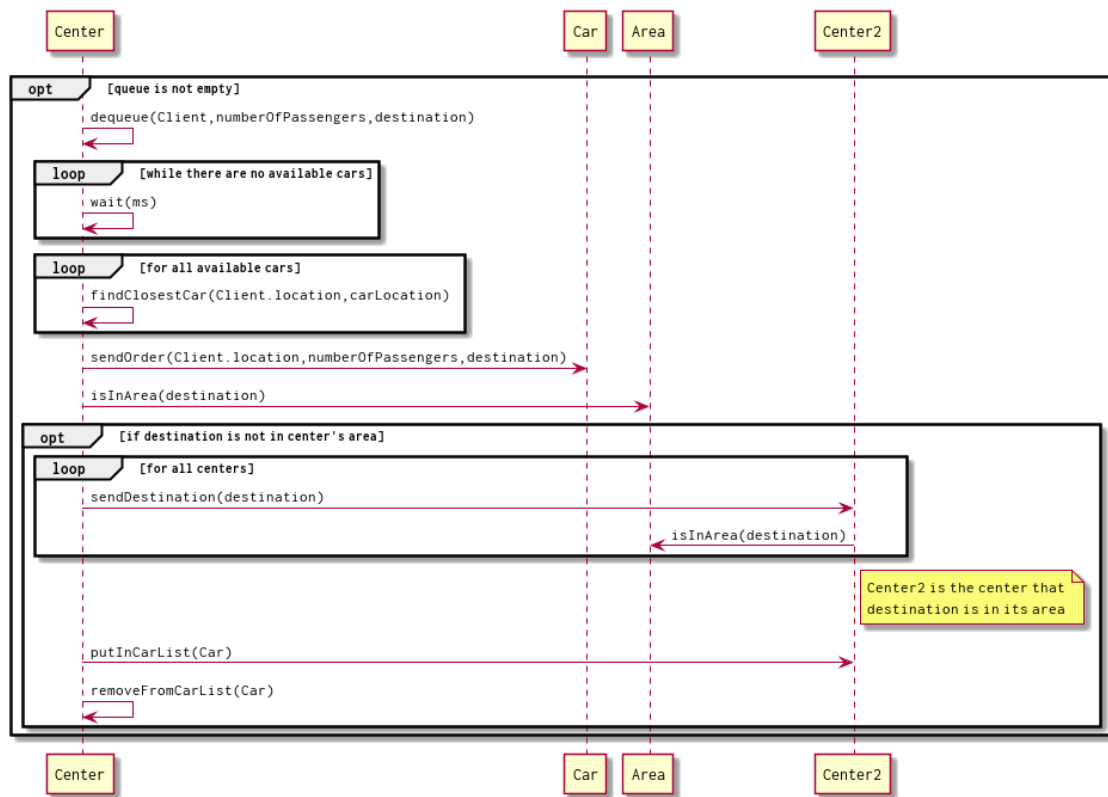 Center Car Area Center2
opt [queue is not empty]
dequeue(Client,numberOfPassengers,destination)
loop [while there are no available cars]
wait(ms)
loop [for all available cars]
findClosestCar(Client.location,carLocation)
sendOrder(Client.location,numberOfPassengers,destination)
isInArea(destination)
opt [if destination is not in center's area]
loop [for all centers]
sendDestination(destination)
isInArea(destination)
Center2 is the center that
destination is in its area
putInCarList(Car)
removeFromCarList(Car)
Center Car Area Center2